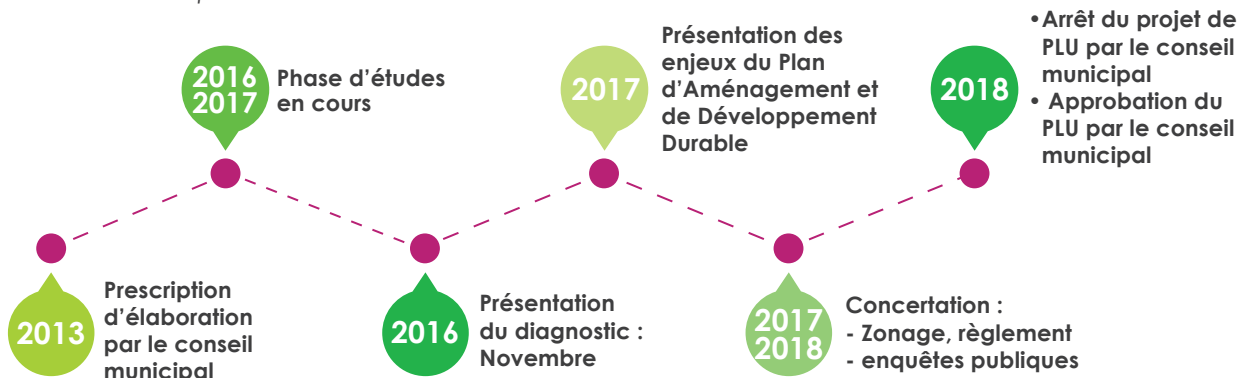 2013
Prescription
d'élaboration
par le conseil
municipal
2016
2017
Phase d'études
en cours
2016
Présentation
du diagnostic :
Novembre
2017
Présentation des
enjeux du Plan
d'Aménagement et
de Développement
Durable
2017
2018
Concertation :
- Zonage, règlement
- enquêtes publiques
2018
•Arrêt du projet de
PLU par le conseil
municipal
• Approbation du
PLU par le conseil
municipal